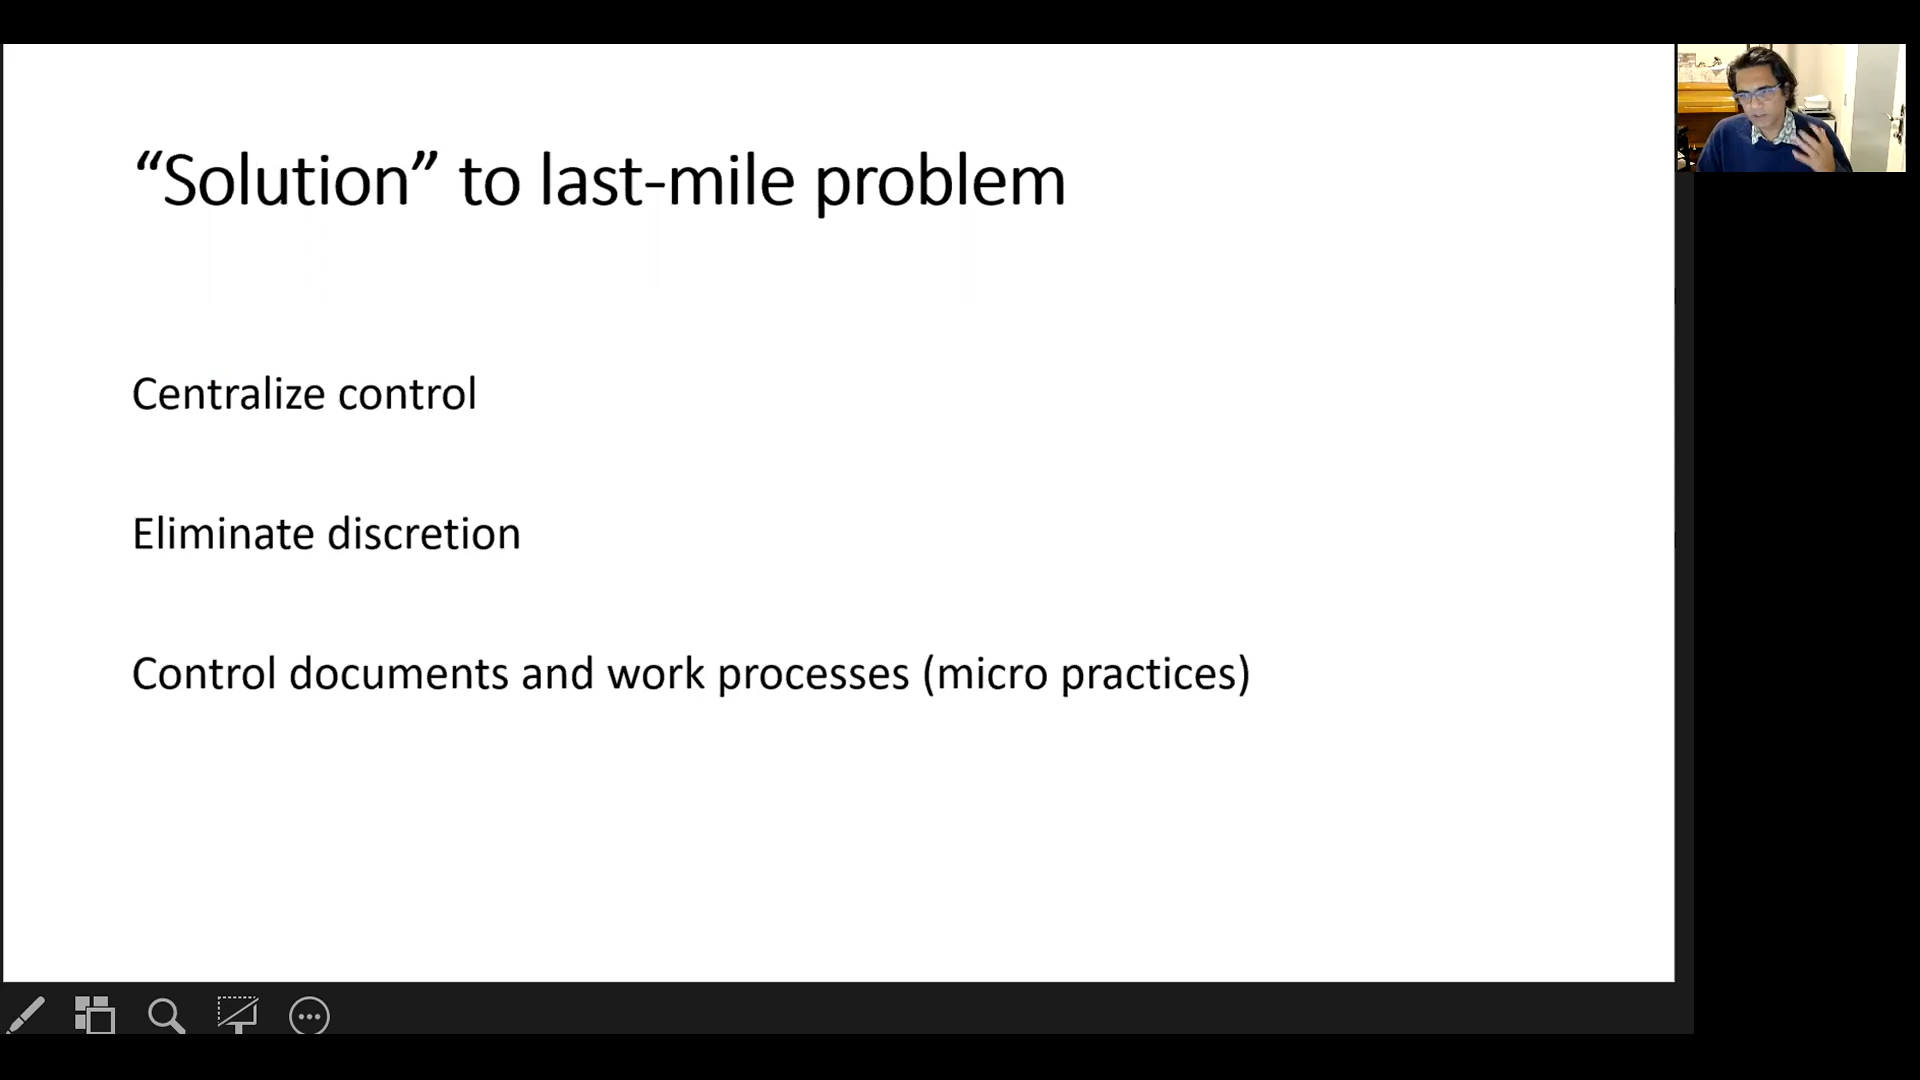 “Solution” to last-mile problem
Centralize control
Eliminate discretion
Control documents and work processes (micro practices)